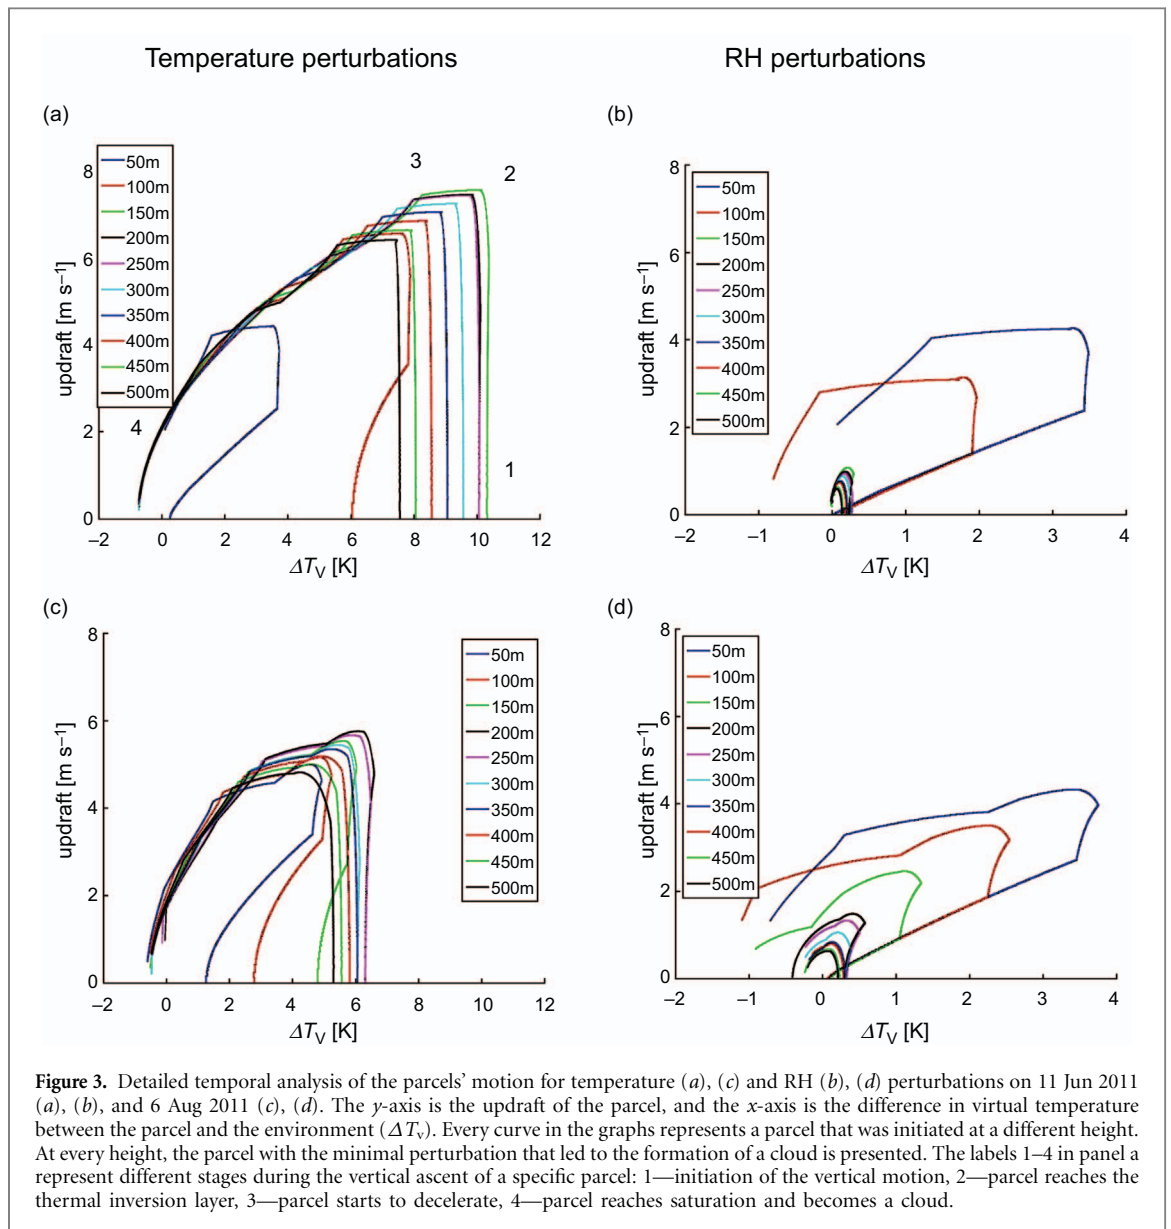 Temperature perturbations
RH perturbations
(a)
8
6
4
2
0
updraft [m s−1]
50m
100m
150m
200m
250m
300m
350m
400m
450m
500m
3
2
4
1
−2 0 2 4 6 8 10 12
ΔTV [K]
(b)
8
6
4
2
0
updraft [m s−1]
50m
100m
150m
200m
250m
300m
350m
400m
450m
500m
−2 −1 0 1 2 3 4
ΔTV [K]
(c)
8
6
4
2
0
updraft [m s−1]
50m
100m
150m
200m
250m
300m
350m
400m
450m
500m
−2 0 2 4 6 8 10 12
ΔTV [K]
(d)
8
6
4
2
0
updraft [m s−1]
50m
100m
150m
200m
250m
300m
350m
400m
450m
500m
−2 −1 0 1 2 3 4
ΔTV [K]
Figure 3. Detailed temporal analysis of the parcels' motion for temperature (a), (c) and RH (b), (d) perturbations on 11 Jun 2011
(a), (b), and 6 Aug 2011 (c), (d). The y-axis is the updraft of the parcel, and the x-axis is the difference in virtual temperature
between the parcel and the environment (ΔTv). Every curve in the graphs represents a parcel that was initiated at a different height.
At every height, the parcel with the minimal perturbation that led to the formation of a cloud is presented. The labels 1–4 in panel a
represent different stages during the vertical ascent of a specific parcel: 1—initiation of the vertical motion, 2—parcel reaches the
thermal inversion layer, 3—parcel starts to decelerate, 4—parcel reaches saturation and becomes a cloud.